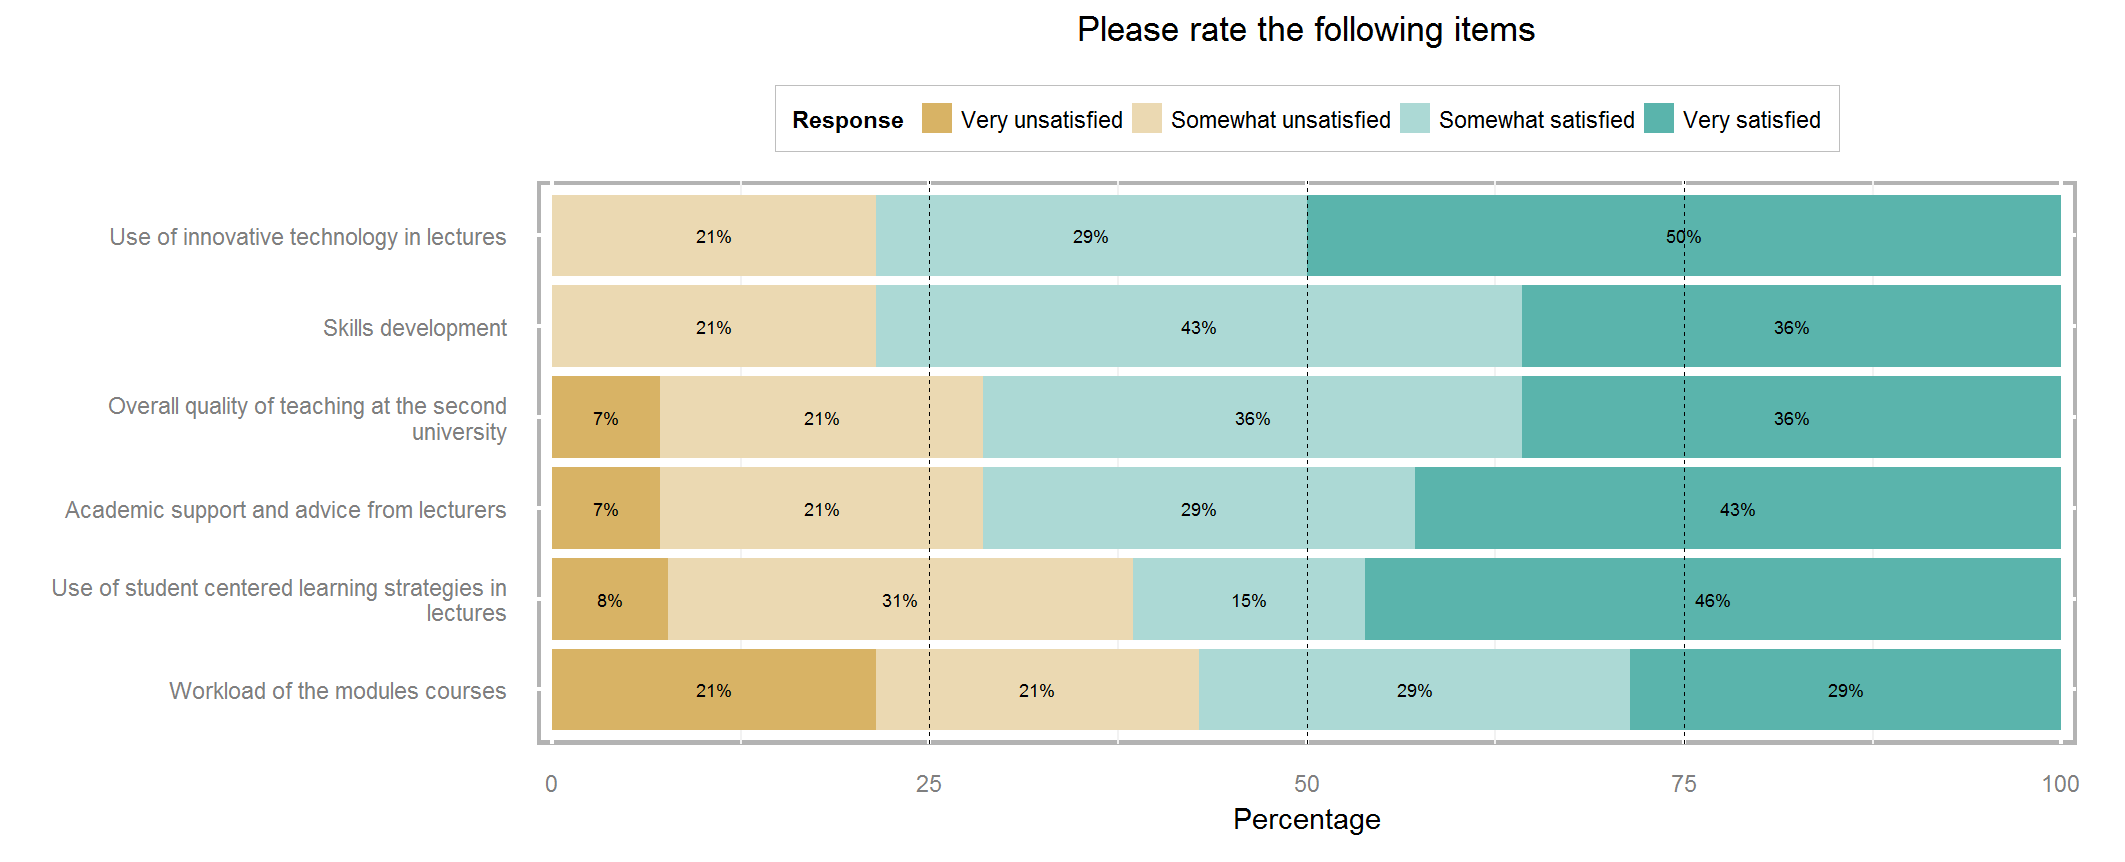 Please rate the following items
Response Very unsatisfied Somewhat unsatisfied Somewhat satisfied Very satisfied
Use of innovative technology in lectures 21% 29% 50%
Skills development 21% 43% 36%
Overall quality of teaching at the second
university
7% 21% 36% 36%
Academic support and advice from lecturers 7% 21% 29% 43%
Use of student centered learning strategies in
lectures
8% 31% 15% 46%
Workload of the modules courses 21% 21% 29% 29%
0 25 50 75 100
Percentage